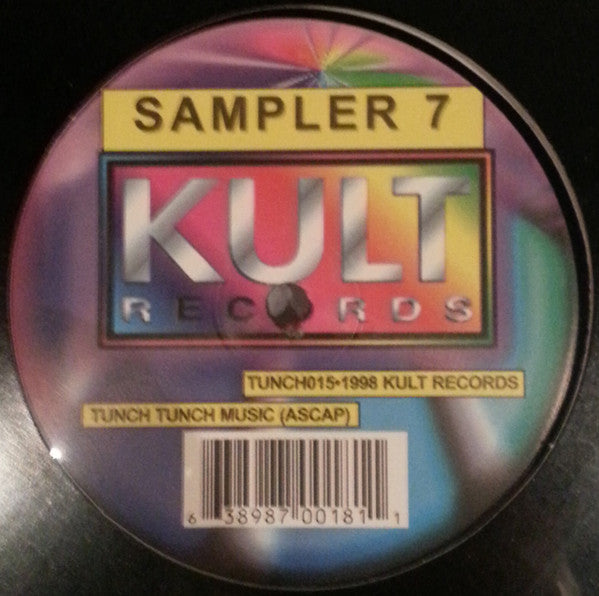 SAMPLER 7
KULT
RECORDS
TUNCH015•1998 KULT RECORDS
TUNCH TUNCH MUSIC (ASCAP)
6 38987 00181 1